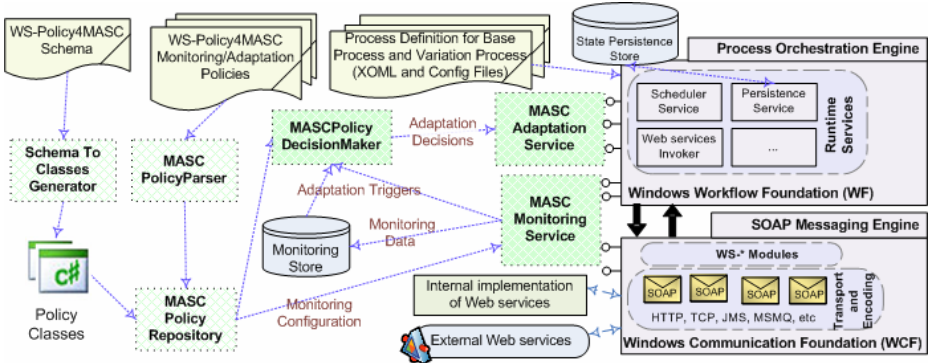 WS-Policy4MASC
Schema
WS-Policy4MASC
Monitoring/Adaptation
Policies
Process Definition for Base
Process and Variation Process
(XOML and Config Files)
State Persistence
Store
Process Orchestration Engine
Scheduler
Service
Persistence
Service
Web services
Invoker
...
Runtime
Services
Windows Workflow Foundation (WF)
Schema To
Classes
Generator
MASC
PolicyParser
MASCPolicy
DecisionMaker
Adaptation
Decisions
MASC
Adaptation
Service
Adaptation Triggers
Monitoring
Data
MASC
Monitoring
Service
Monitoring
Store
SOAP Messaging Engine
WS-* Modules
SOAP
SOAP
SOAP
SOAP
HTTP, TCP, JMS, MSMQ, etc
Transport
and
Encoding
Windows Communication Foundation (WCF)
C#
Policy
Classes
MASC
Policy
Repository
Monitoring
Configuration
Internal implementation
of Web services
External Web services